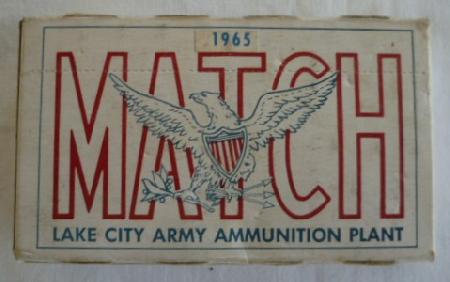 1965
MATCH
LAKE CITY ARMY AMMUNITION PLANT